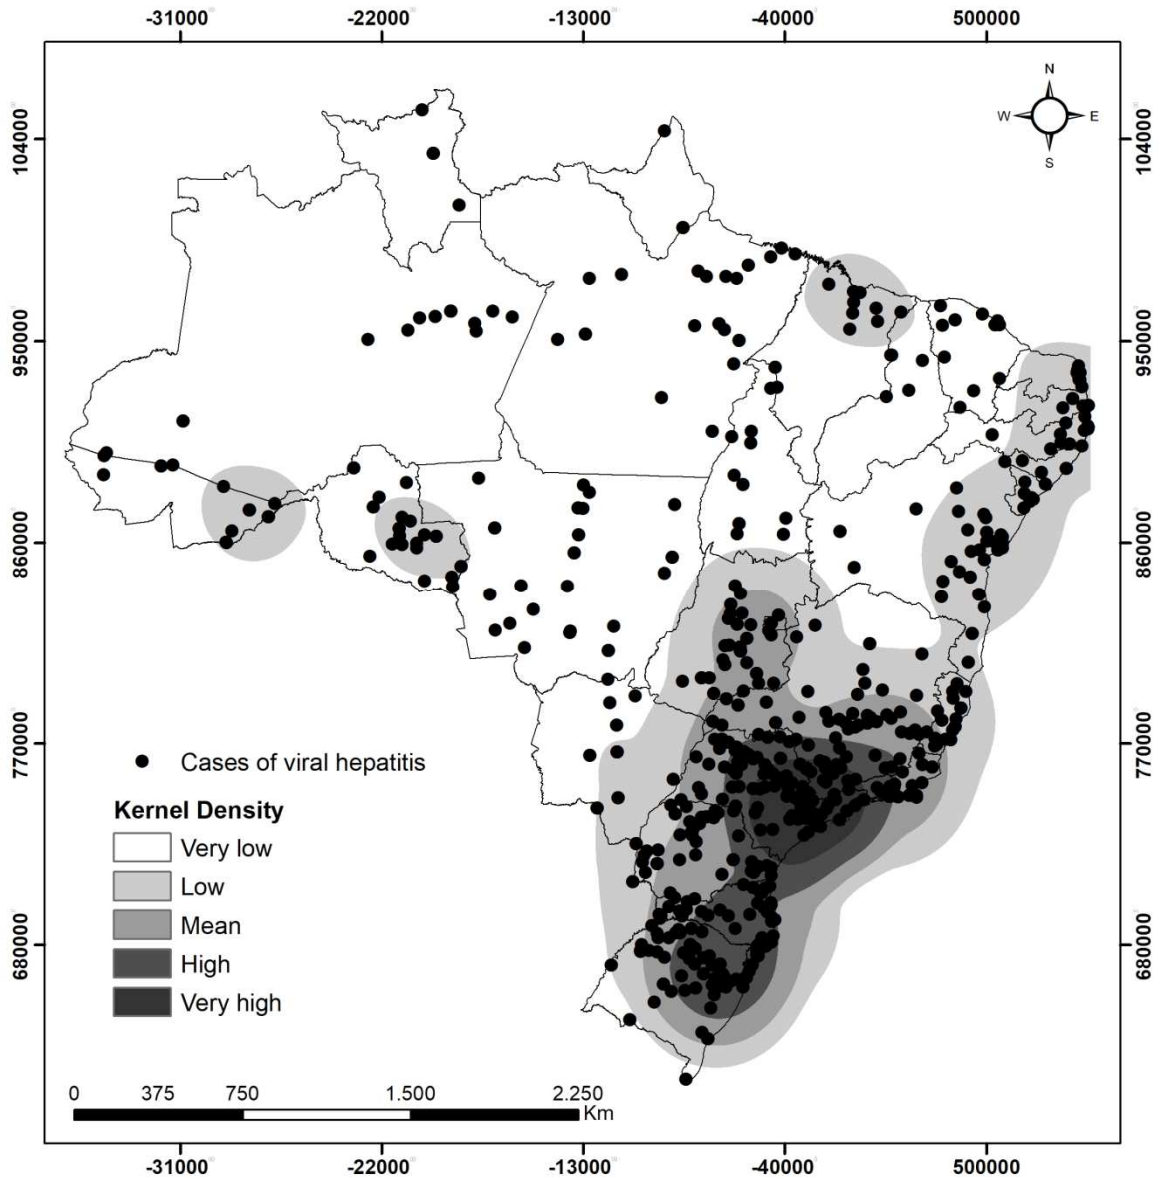 -31000 -22000 -13000 -40000 500000
N
W E
S
104000 104000
950000 950000
860000 860000
770000 770000
680000 680000
Cases of viral hepatitis
Kernel Density
Very low
Low
Mean
High
Very high
0 375 750 1.500 2.250
Km
-31000 -22000 -13000 -40000 500000